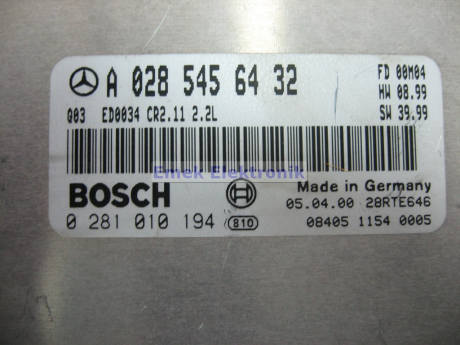 A 028 545 64 32
FD 00M04
HW 08.99
Q03 ED0034 CR2.11 2.2L
SW 39.99
Emek Elektronik
BOSCH
Made in Germany
05.04.00 28RTE646
0 281 010 194 810
08405 1154 0005